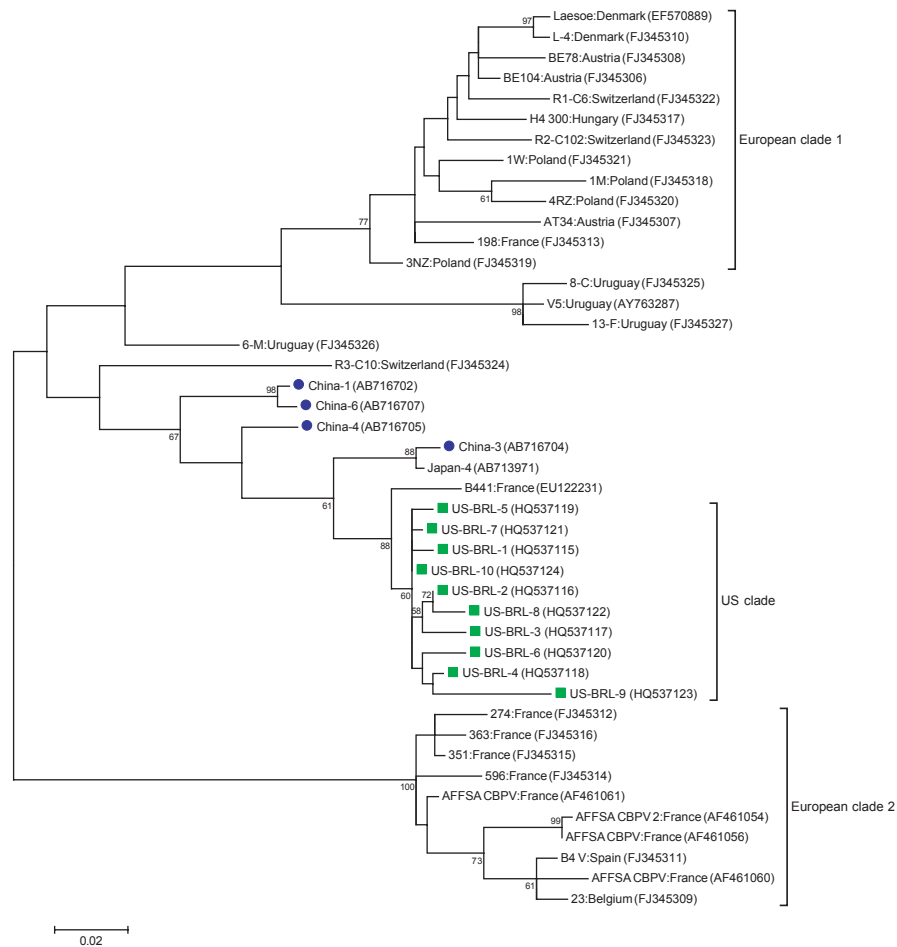 Laesoe:Denmark (EF570889)
97
L-4:Denmark (FJ345310)
BE78:Austria (FJ345308)
BE104:Austria (FJ345306)
R1-C6:Switzerland (FJ345322)
H4 300:Hungary (FJ345317)
R2-C102:Switzerland (FJ345323)
European clade 1
1W:Poland (FJ345321)
1M:Poland (FJ345318)
61
4RZ:Poland (FJ345320)
77
AT34:Austria (FJ345307)
198:France (FJ345313)
3NZ:Poland (FJ345319)
8-C:Uruguay (FJ345325)
V5:Uruguay (AY763287)
98
13-F:Uruguay (FJ345327)
6-M:Uruguay (FJ345326)
R3-C10:Switzerland (FJ345324)
98
China-1 (AB716702)
China-6 (AB716707)
China-4 (AB716705)
67
China-3 (AB716704)
88
Japan-4 (AB713971)
B441:France (EU122231)
61
US-BRL-5 (HQ537119)
US-BRL-7 (HQ537121)
88
US-BRL-1 (HQ537115)
US-BRL-10 (HQ537124)
60
72
US-BRL-2 (HQ537116)
US clade
58
US-BRL-8 (HQ537122)
US-BRL-3 (HQ537117)
US-BRL-6 (HQ537120)
US-BRL-4 (HQ537118)
US-BRL-9 (HQ537123)
274:France (FJ345312)
363:France (FJ345316)
351:France (FJ345315)
596:France (FJ345314)
100
AFFSA CBPV:France (AF461061)
European clade 2
AFFSA CBPV 2:France (AF461054)
99
AFFSA CBPV:France (AF461056)
73
B4 V:Spain (FJ345311)
AFFSA CBPV:France (AF461060)
61
23:Belgium (FJ345309)
0.02